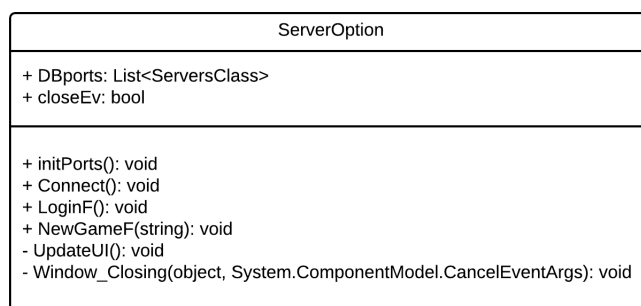 ServerOption
+ DBports: List<ServersClass>
+ closeEv: bool
+ initPorts(): void
+ Connect(): void
+ LoginF(): void
+ NewGameF(string): void
- UpdateUI(): void
- Window_Closing(object, System.ComponentModel.CancelEventArgs): void